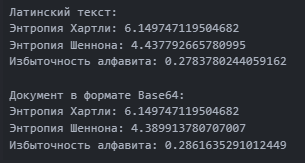 Латинский текст:
Энтропия Хартли: 6.149747119504682
Энтропия Шеннона: 4.437792665780995
Избыточность алфавита: 0.2783780244059162
Документ в формате Base64:
Энтропия Хартли: 6.149747119504682
Энтропия Шеннона: 4.389913780707007
Избыточность алфавита: 0.2861635291012449